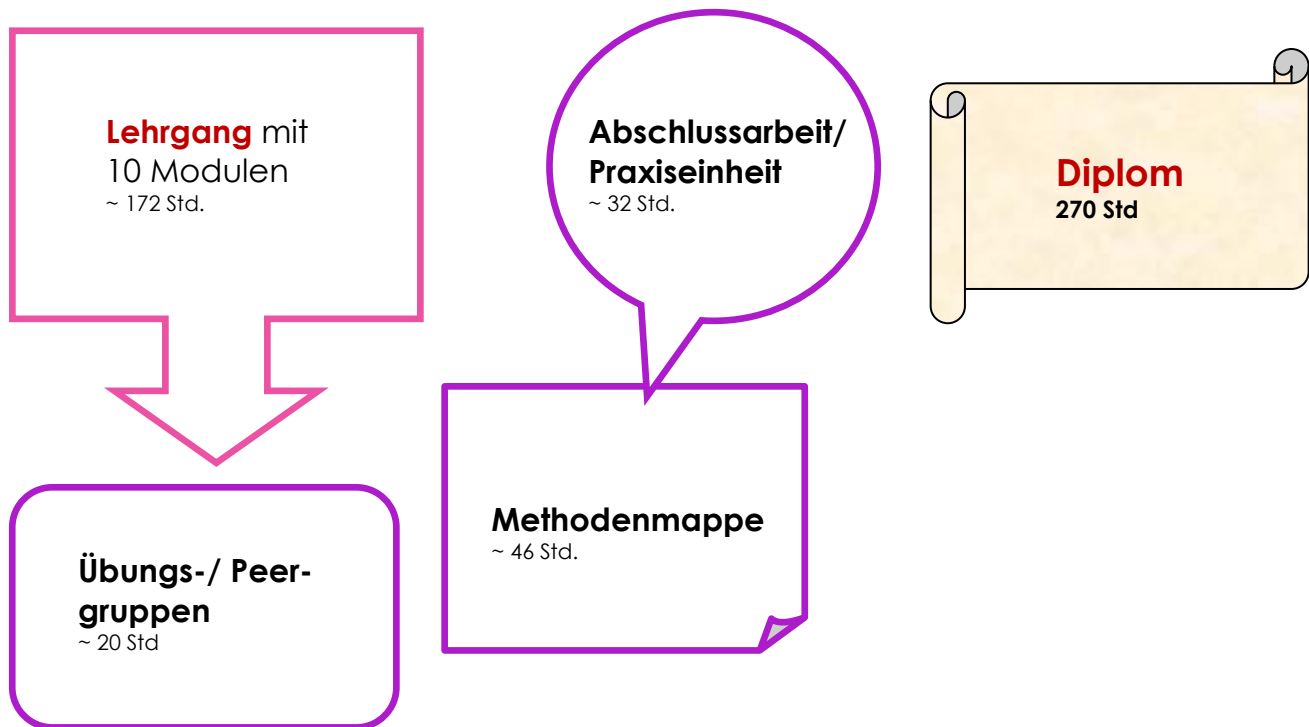 Lehrgang mit
10 Modulen
~ 172 Std.
Übungs-/ Peer-
gruppen
~ 20 Std
Abschlussarbeit/
Praxiseinheit
~ 32 Std.
Methodenmappe
~ 46 Std.
Diplom
270 Std